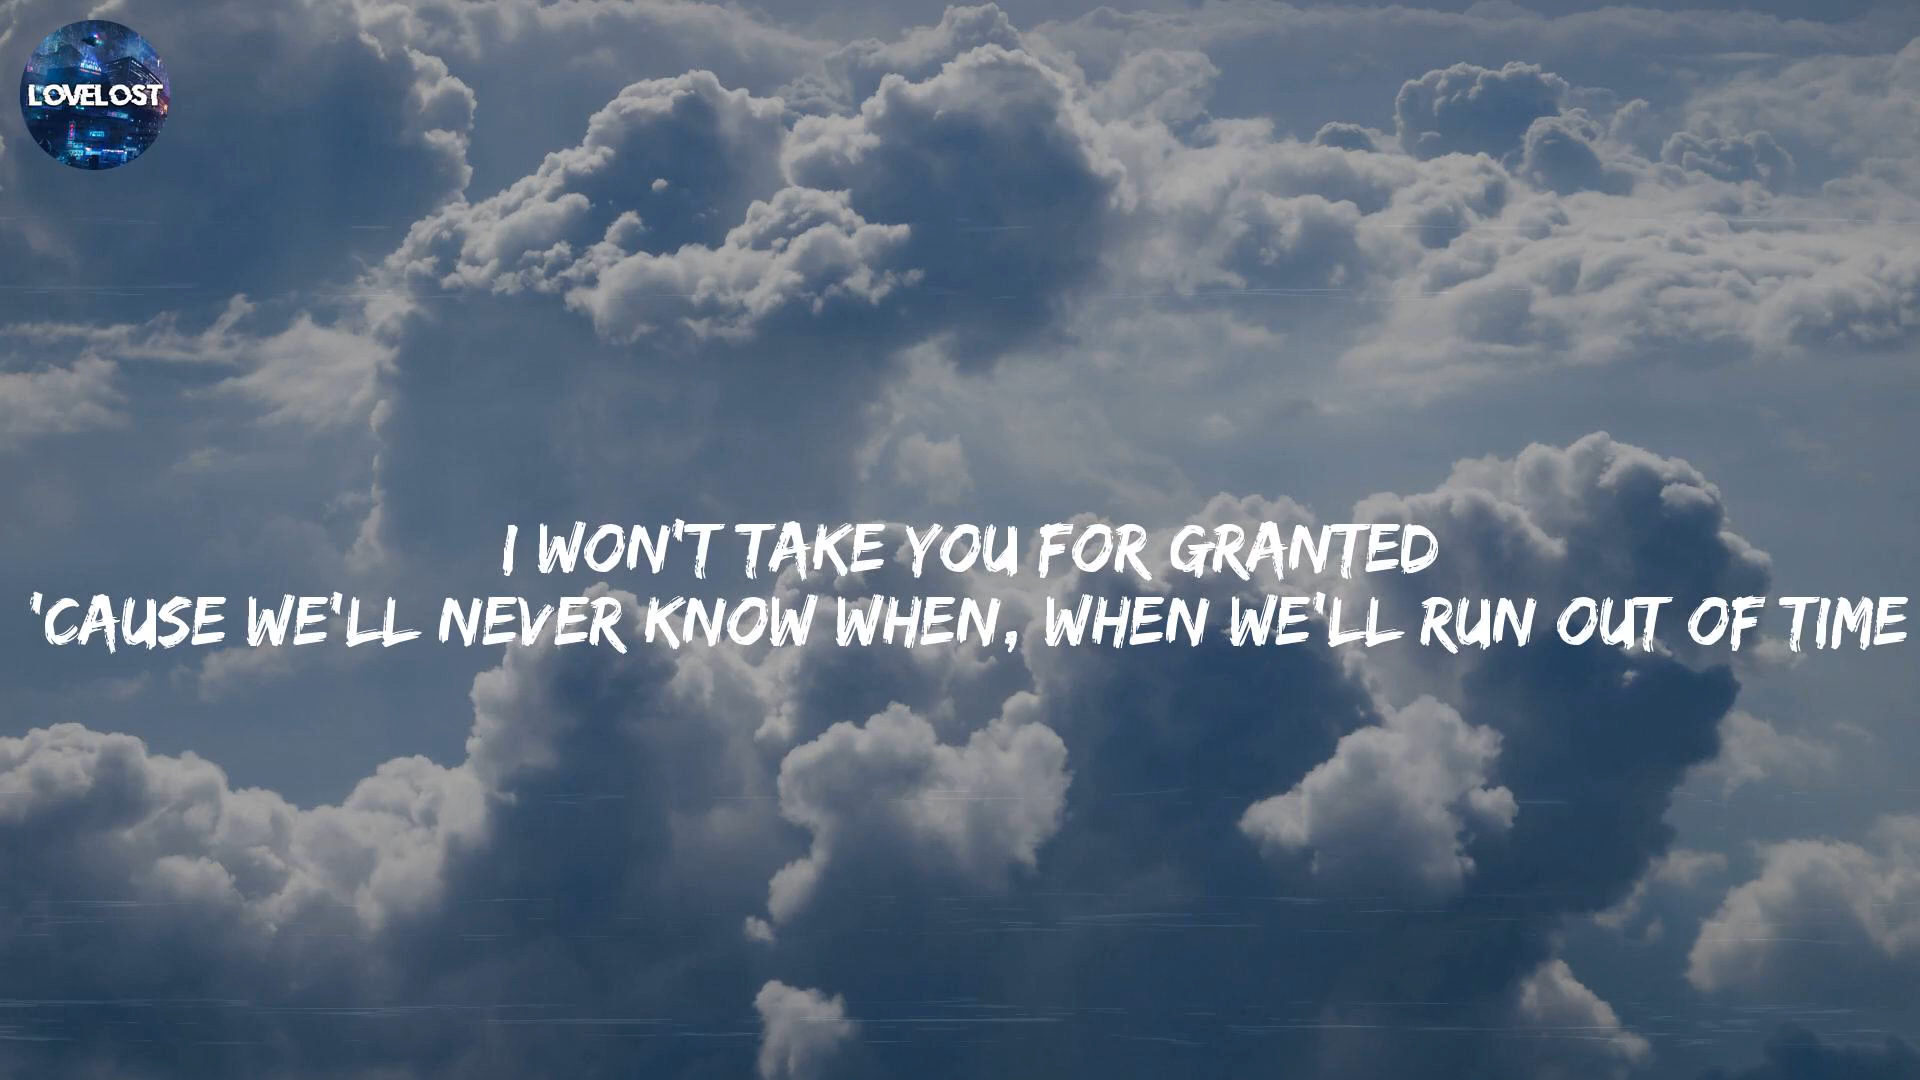 LOVELOST
I WON'T TAKE YOU FOR GRANTED
'CAUSE WE'LL NEVER KNOW WHEN, WHEN WE'LL RUN OUT OF TIME